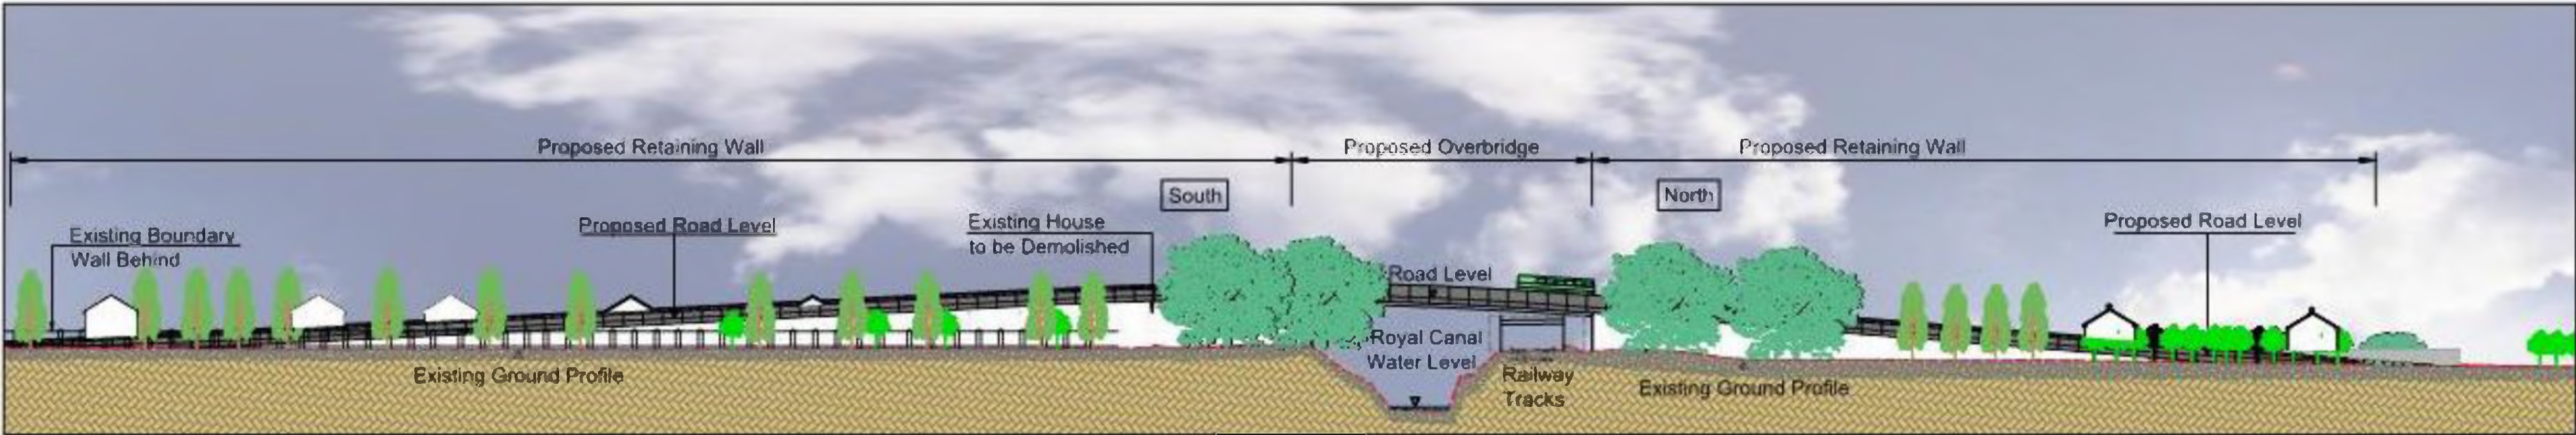 Proposed Retaining Wall
Proposed Overbridge
Proposed Retaining Wall
South
North
Existing Boundary
Wall Behind
Proposed Road Level
Existing House
to be Demolished
Proposed Road Level
Road Level
Royal Canal
Water Level
Railway
Tracks
Existing Ground Profile
Existing Ground Profile